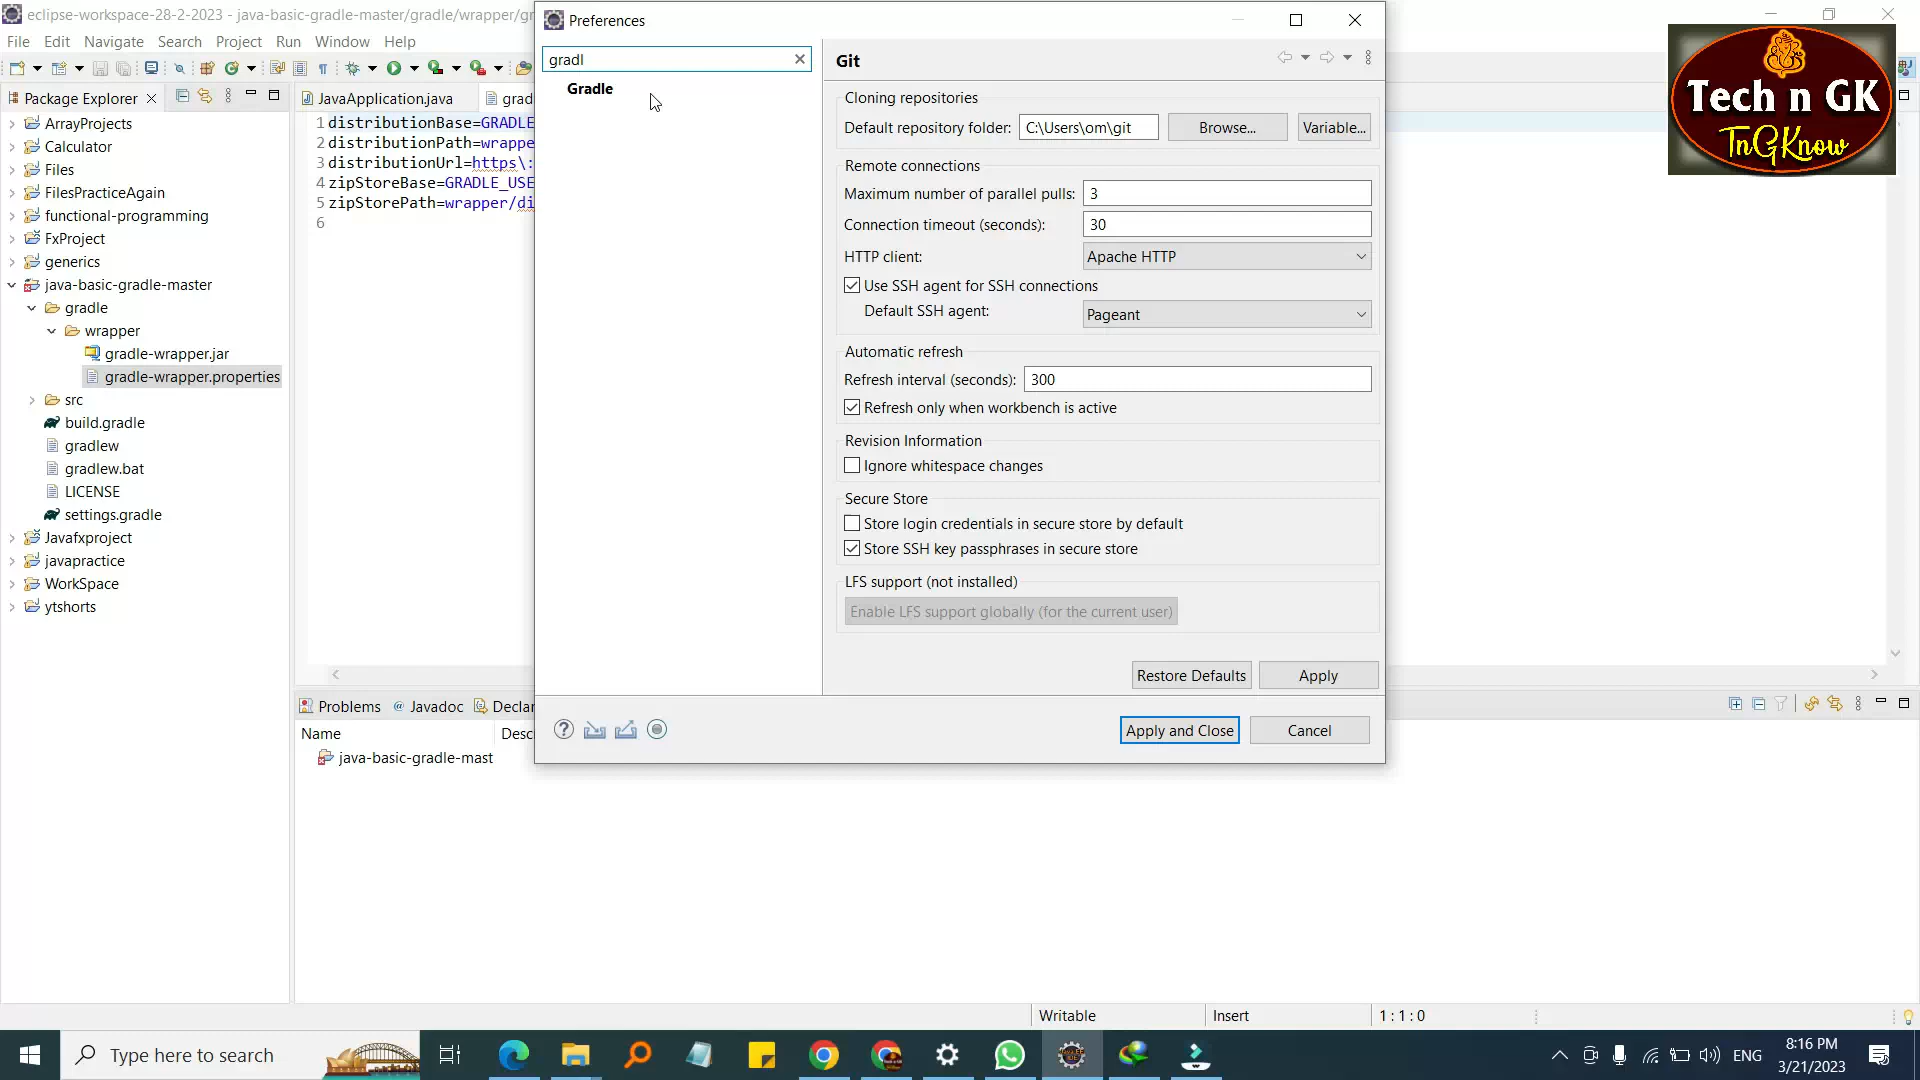 eclipse-workspace-28-2-2023 - java-basic-gradle-master/gradle/wrapper/gr
File Edit Navigate Search Project Run Window Help
Package Explorer
ArrayProjects
Calculator
Files
FilesPracticeAgain
functional-programming
FxProject
generics
java-basic-gradle-master
gradle
wrapper
gradle-wrapper.jar
gradle-wrapper.properties
src
build.gradle
gradlew
gradlew.bat
LICENSE
settings.gradle
Javafxproject
javapractice
WorkSpace
ytshorts
JavaApplication.java
grad
1 distributionBase=GRADLE
2 distributionPath=wrappe
3 distributionUrl=https\:
4 zipStoreBase=GRADLE_USE
5 zipStorePath=wrapper/di
6
Preferences
gradl
Gradle
Git
Cloning repositories
Default repository folder: C:\Users\om\git Browse... Variable...
Remote connections
Maximum number of parallel pulls: 3
Connection timeout (seconds): 30
HTTP client: Apache HTTP
Use SSH agent for SSH connections
Default SSH agent: Pageant
Automatic refresh
Refresh interval (seconds): 300
Refresh only when workbench is active
Revision Information
Ignore whitespace changes
Secure Store
Store login credentials in secure store by default
Store SSH key passphrases in secure store
LFS support (not installed)
Enable LFS support globally (for the current user)
Restore Defaults Apply
Apply and Close Cancel
Tech n GK
TnGKnow
Problems @ Javadoc Declar
Name Desc
java-basic-gradle-mast
Writable Insert 1 : 1 : 0
Type here to search
ENG
8:16 PM
3/21/2023